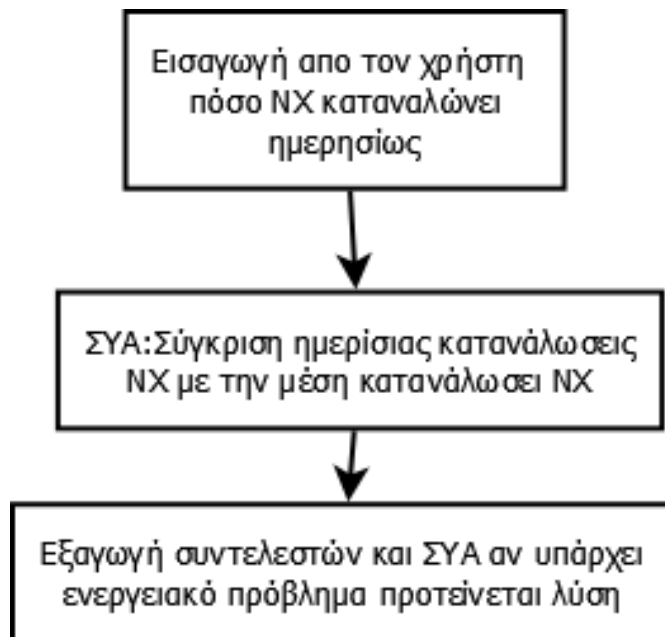 Εισαγωγή απο τον χρήστη
πόσο ΝΧ καταναλώνει
ημερησίως
ΣΥΑ:Σύγκριση ημερίσιας κατανάλωσεις
ΝΧ με την μέση κατανάλωσει ΝΧ
Εξαγωγή συντελεστών και ΣΥΑ αν υπάρχει
ενεργειακό πρόβλημα προτείνεται λύση